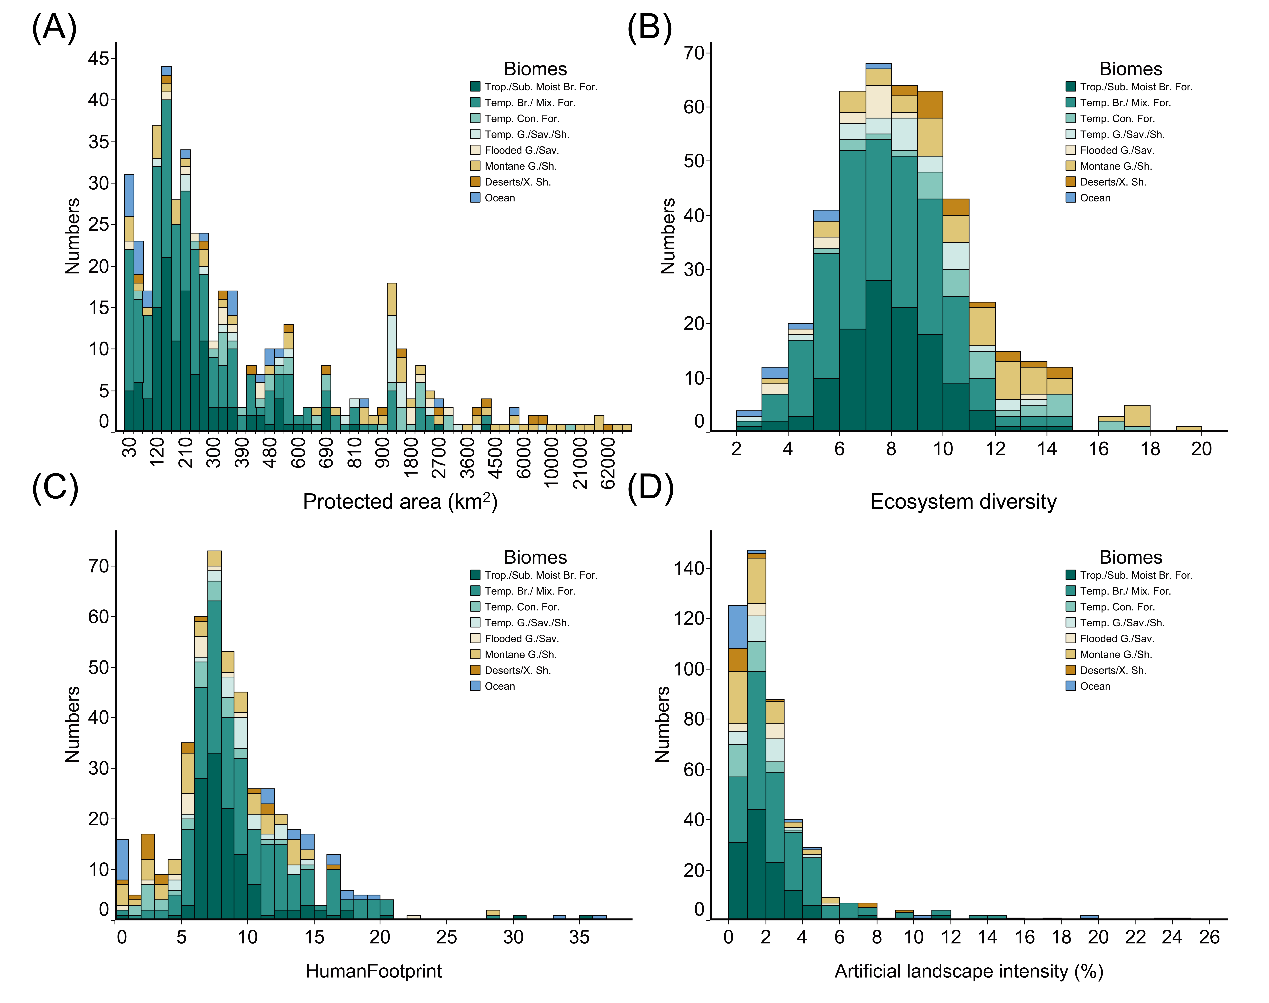 (A)
45
40
35
30
25
20
15
10
5
0
Numbers
Biomes
Trop./Sub. Moist Br. For.
Temp. Br./ Mix. For.
Temp. Con. For.
Temp. G./Sav./Sh.
Flooded G./Sav.
Montane G./Sh.
Deserts/X. Sh.
Ocean
30 120 210 300 390 480 600 690 810 900 1800 2700 3600 4500 6000 10000 21000 62000
Protected area (km²)
(B)
70
60
50
40
30
20
10
0
Numbers
Biomes
Trop./Sub. Moist Br. For.
Temp. Br./ Mix. For.
Temp. Con. For.
Temp. G./Sav./Sh.
Flooded G./Sav.
Montane G./Sh.
Deserts/X. Sh.
Ocean
2 4 6 8 10 12 14 16 18 20
Ecosystem diversity
(C)
70
60
50
40
30
20
10
0
Numbers
Biomes
Trop./Sub. Moist Br. For.
Temp. Br./ Mix. For.
Temp. Con. For.
Temp. G./Sav./Sh.
Flooded G./Sav.
Montane G./Sh.
Deserts/X. Sh.
Ocean
0 5 10 15 20 25 30 35
HumanFootprint
(D)
140
120
100
80
60
40
20
0
Numbers
Biomes
Trop./Sub. Moist Br. For.
Temp. Br./ Mix. For.
Temp. Con. For.
Temp. G./Sav./Sh.
Flooded G./Sav.
Montane G./Sh.
Deserts/X. Sh.
Ocean
0 2 4 6 8 10 12 14 16 18 20 22 24 26
Artificial landscape intensity (%)